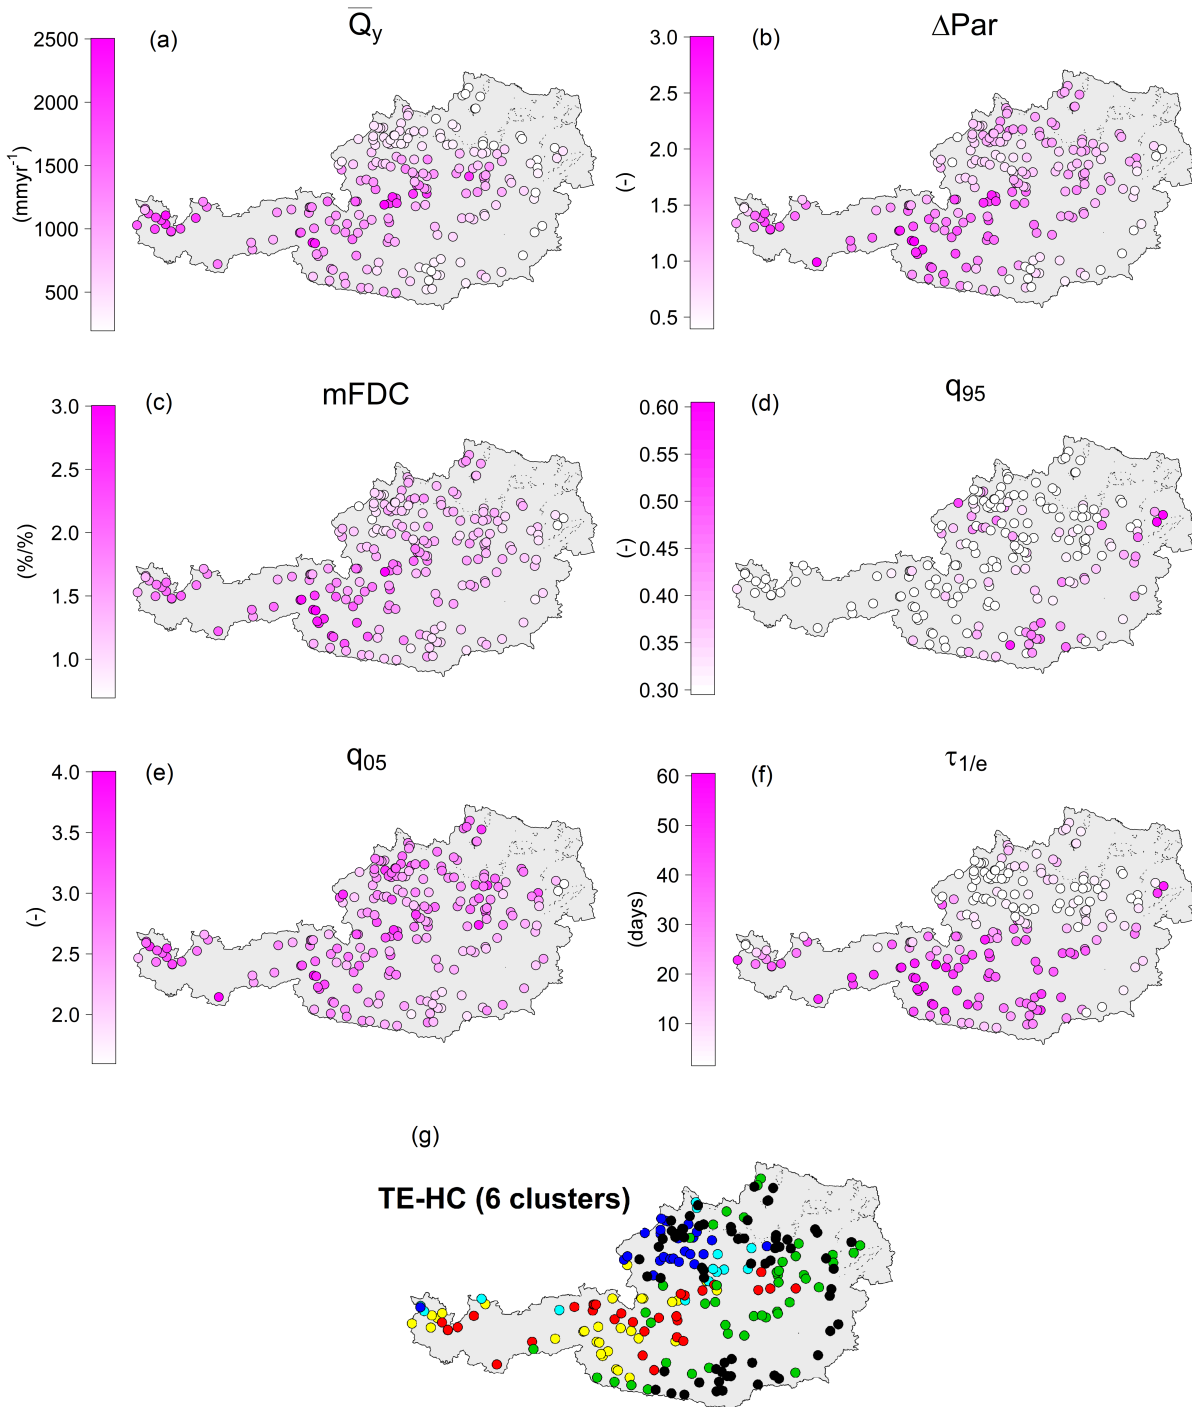 (a)
Q̅y
(mmyr-1)
2500
2000
1500
1000
500
(b)
ΔPar
(-)
3.0
2.5
2.0
1.5
1.0
0.5
(c)
mFDC
(%/%)
3.0
2.5
2.0
1.5
1.0
(d)
q95
(-)
0.60
0.55
0.50
0.45
0.40
0.35
0.30
(e)
q05
(-)
4.0
3.5
3.0
2.5
2.0
(f)
τ1/e
(days)
60
50
40
30
20
10
(g)
TE-HC (6 clusters)